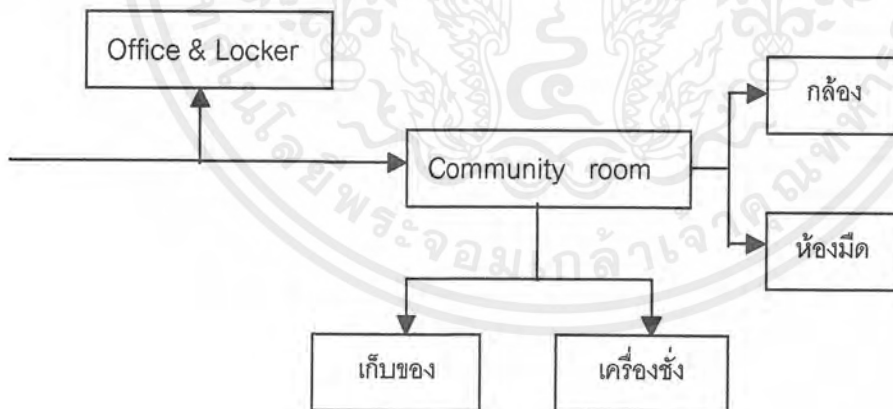 Office & Locker
กล้อง
Community room
ห้องมืด
เก็บของ
เครื่องชั่ง